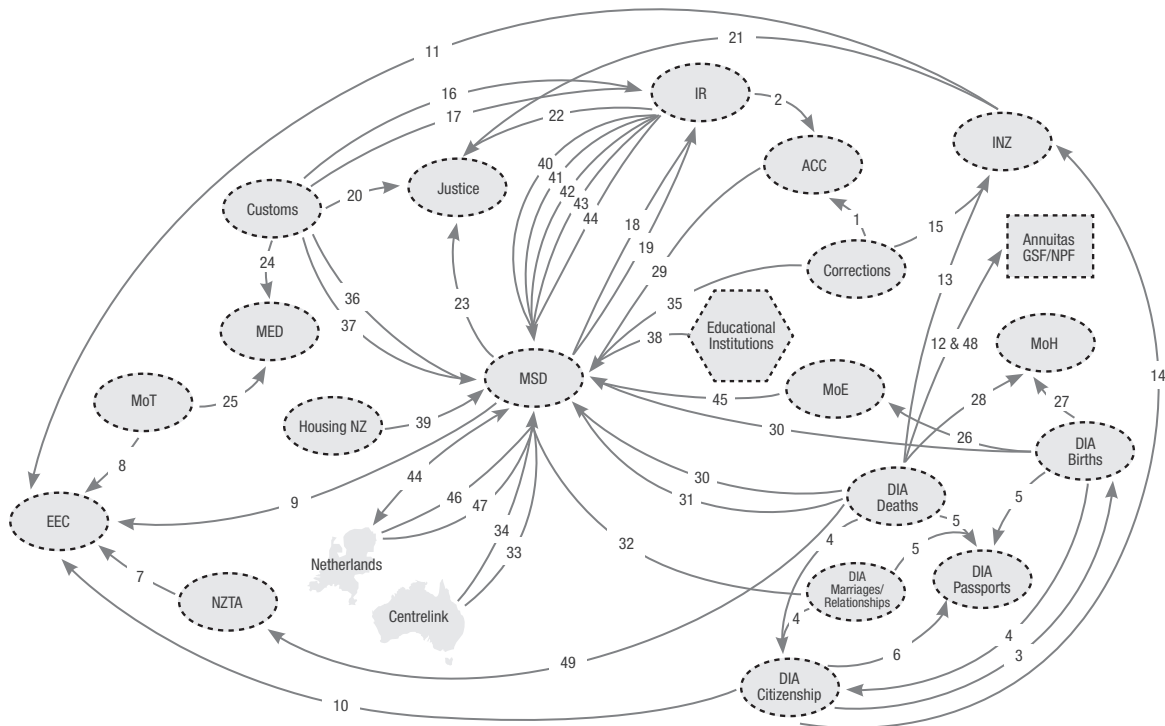 11
21
16
IR
2
17
22
INZ
40
ACC
41
20
Justice
42
Customs
43
44
18
1
15
Annuitas
GSF/NPF
19
24
29
Corrections
13
36
23
35
37
MED
38
Educational
Institutions
12 & 48
MoH
MSD
14
MoT
25
45
MoE
28
27
Housing NZ
39
30
26
DIA
Births
8
44
46
30
9
47
31
DIA
Deaths
5
EEC
34
5
33
32
4
5
Netherlands
7
DIA
Marriages/
Relationships
DIA
Passports
NZTA
Centrelink
4
4
6
3
49
DIA
Citizenship
10